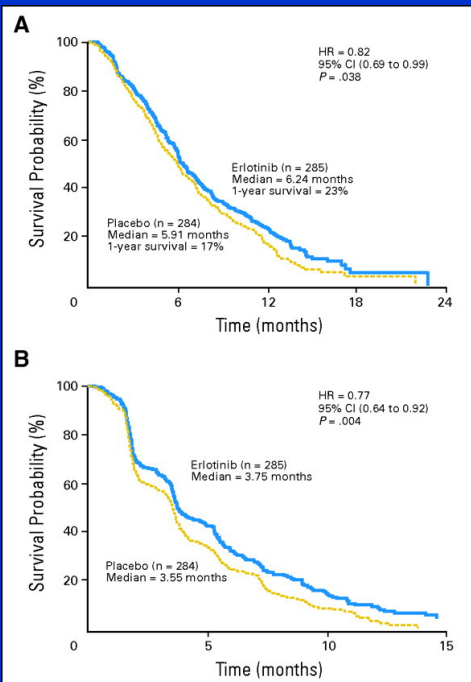 A
Survival Probability (%)
100
80
60
40
20
0
6
12
18
24
Time (months)
HR = 0.82
95% CI (0.69 to 0.99)
P = .038
Erlotinib (n = 285)
Median = 6.24 months
1-year survival = 23%
Placebo (n = 284)
Median = 5.91 months
1-year survival = 17%
B
Survival Probability (%)
100
80
60
40
20
0
5
10
15
Time (months)
HR = 0.77
95% CI (0.64 to 0.92)
P = .004
Erlotinib (n = 285)
Median = 3.75 months
Placebo (n = 284)
Median = 3.55 months